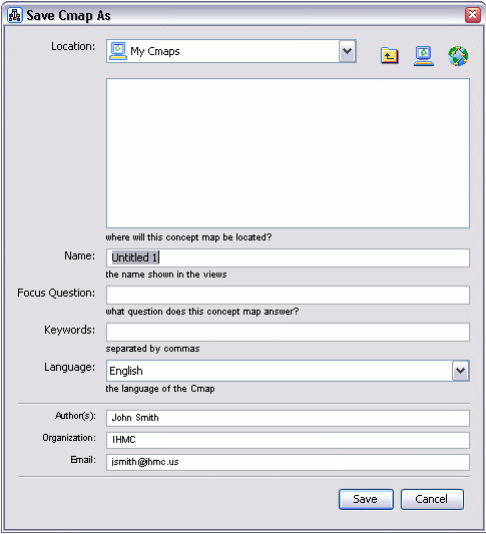 Save Cmap As
Location: My Cmaps
where will this concept map be located?
Name: Untitled 1
the name shown in the views
Focus Question:
what question does this concept map answer?
Keywords:
separated by commas
Language: English
the language of the Cmap
Author(s): John Smith
Organization: IHMC
Email: jsmith@ihmc.us
Save Cancel